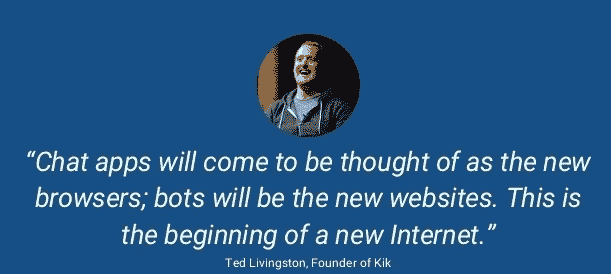 “Chat apps will come to be thought of as the new
browsers; bots will be the new websites. This is
the beginning of a new Internet.”
Ted Livingston, Founder of Kik